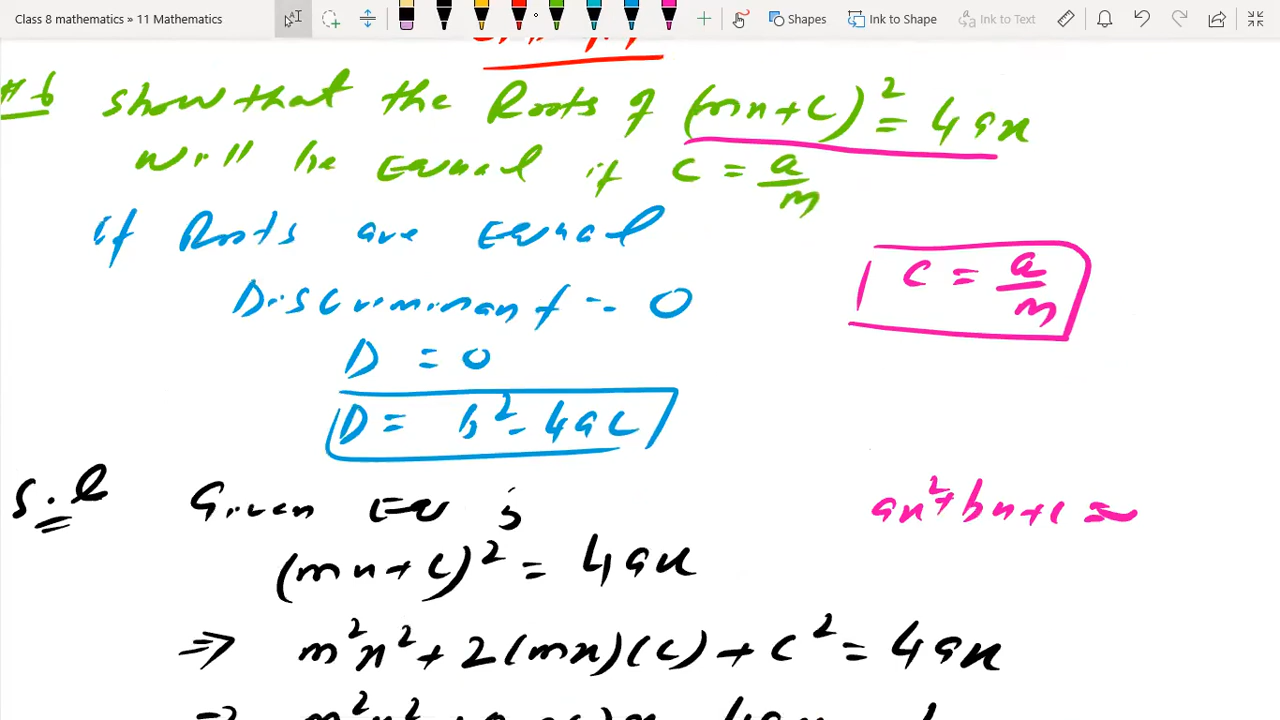 Class 8 mathematics » 11 Mathematics
Shapes
Ink to Shape
Ink to Text
#6 show that the Roots of (mx+c)² = 4ax
will be Equal if c = a/m
if Roots are Equal
Discriminant = 0
c = a/m
D = 0
D = b² - 4ac
Sol Given Eq is
ax²+bx+c =
(mx+c)² = 4ax
⇒ m²x² + 2(mx)(c) + c² = 4ax